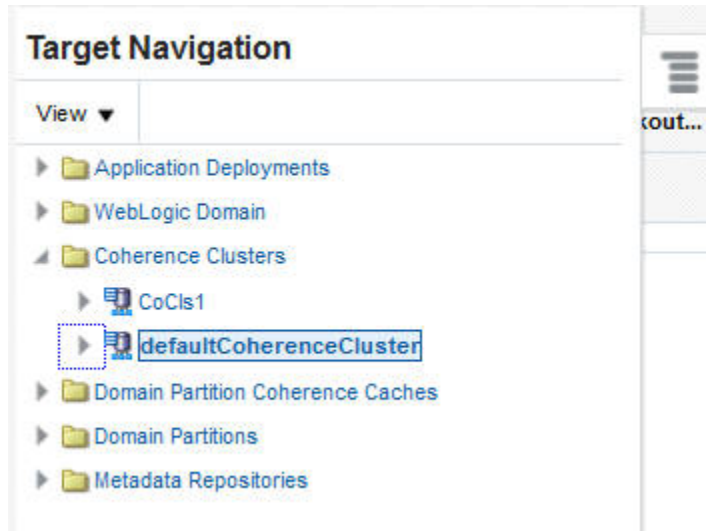 Target Navigation
View
kout...
Application Deployments
WebLogic Domain
Coherence Clusters
CoCls1
defaultCoherenceCluster
Domain Partition Coherence Caches
Domain Partitions
Metadata Repositories